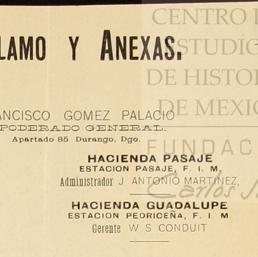 CENTRO
LAMO Y ANEXAS.
ESTUDIO
DE HISTOR
DE MEXIC
ANCISCO GOMEZ PALACIO
PODERADO GENERAL.
Apartado 85 Durango, Dgo.
FUNDAC
HACIENDA PASAJE
ESTACION PASAJE, F. I. M.
Administrador J ANTONIO MARTINEZ,
Carlos
HACIENDA GUADALUPE
ESTACION PEDRICEÑA, F. I M
Gerente W S CONDUIT